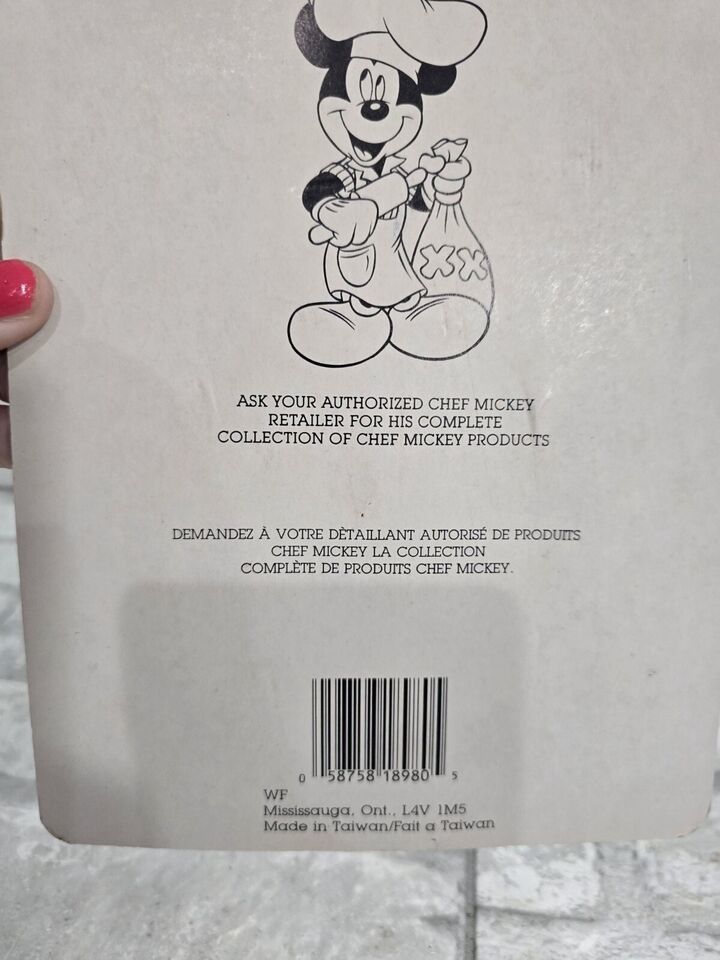 XX
ASK YOUR AUTHORIZED CHEF MICKEY
RETAILER FOR HIS COMPLETE
COLLECTION OF CHEF MICKEY PRODUCTS
DEMANDEZ À VOTRE DÈTAILLANT AUTORISÉ DE PRODUITS
CHEF MICKEY LA COLLECTION
COMPLÈTE DE PRODUITS CHEF MICKEY.
0 58758 18980 5
WF
Mississauga, Ont., L4V 1M5
Made in Taiwan/Fait a Taiwan